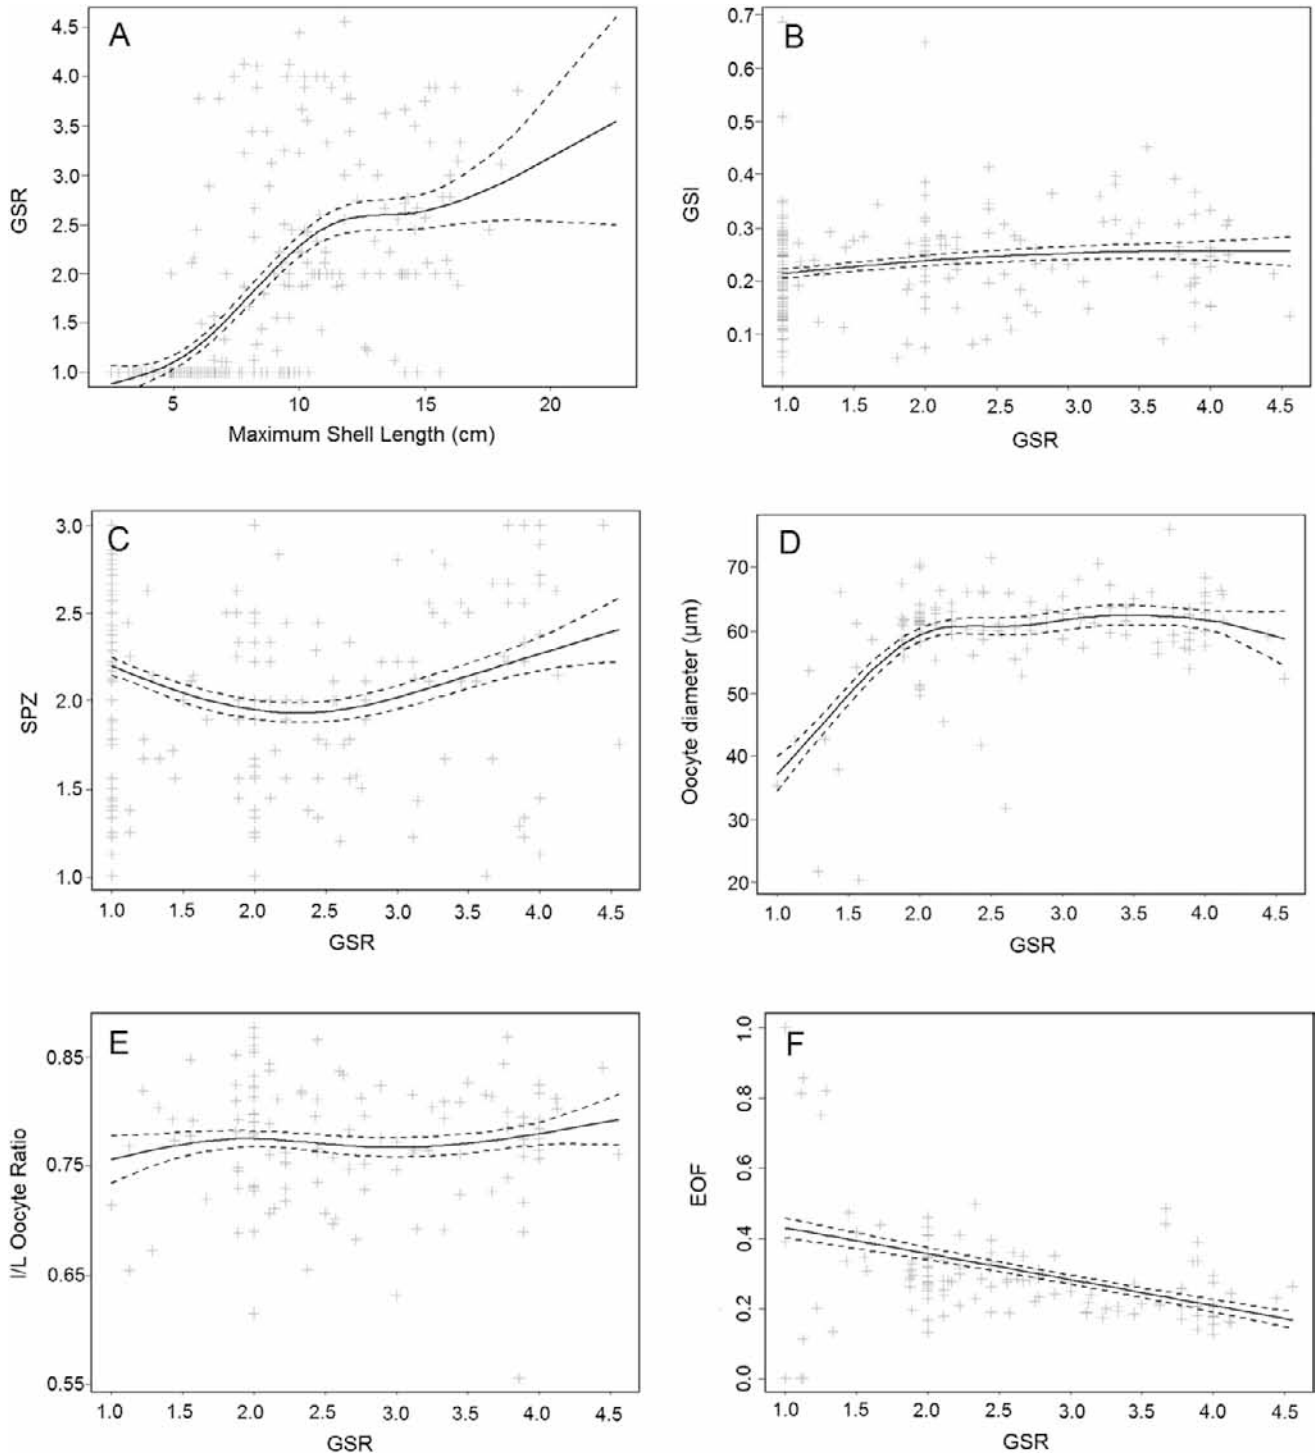 A
4.5
4.0
3.5
3.0
2.5
2.0
1.5
1.0
GSR
5 10 15 20
Maximum Shell Length (cm)
B
0.7
0.6
0.5
0.4
0.3
0.2
0.1
GSI
1.0 1.5 2.0 2.5 3.0 3.5 4.0 4.5
GSR
C
3.0
2.5
2.0
1.5
1.0
SPZ
1.0 1.5 2.0 2.5 3.0 3.5 4.0 4.5
GSR
D
70
60
50
40
30
20
Oocyte diameter (μm)
1.0 1.5 2.0 2.5 3.0 3.5 4.0 4.5
GSR
E
0.85
0.75
0.65
0.55
I/L Oocyte Ratio
1.0 1.5 2.0 2.5 3.0 3.5 4.0 4.5
GSR
F
1.0
0.8
0.6
0.4
0.2
0.0
EOF
1.0 1.5 2.0 2.5 3.0 3.5 4.0 4.5
GSR